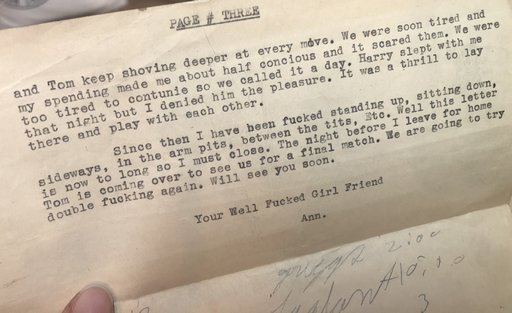 PAGE # THREE
and Tom keep shoving deeper at every move. We were soon tired and
my spending made me about half concious and it scared them. We were
too tired to contunie so we called it a day. Harry slept with me
that night but I denied him the pleasure. It was a thrill to lay
there and play with each other.
Since then I have been fucked standing up, sitting down,
sideways, in the arm pits, between the tits, Etc. Well this letter
is now to long so I must close. The night before I leave for home
Tom is coming over to see us for a final match. We are going to try
double fucking again. Will see you soon.
Your Well Fucked Girl Friend
Ann.